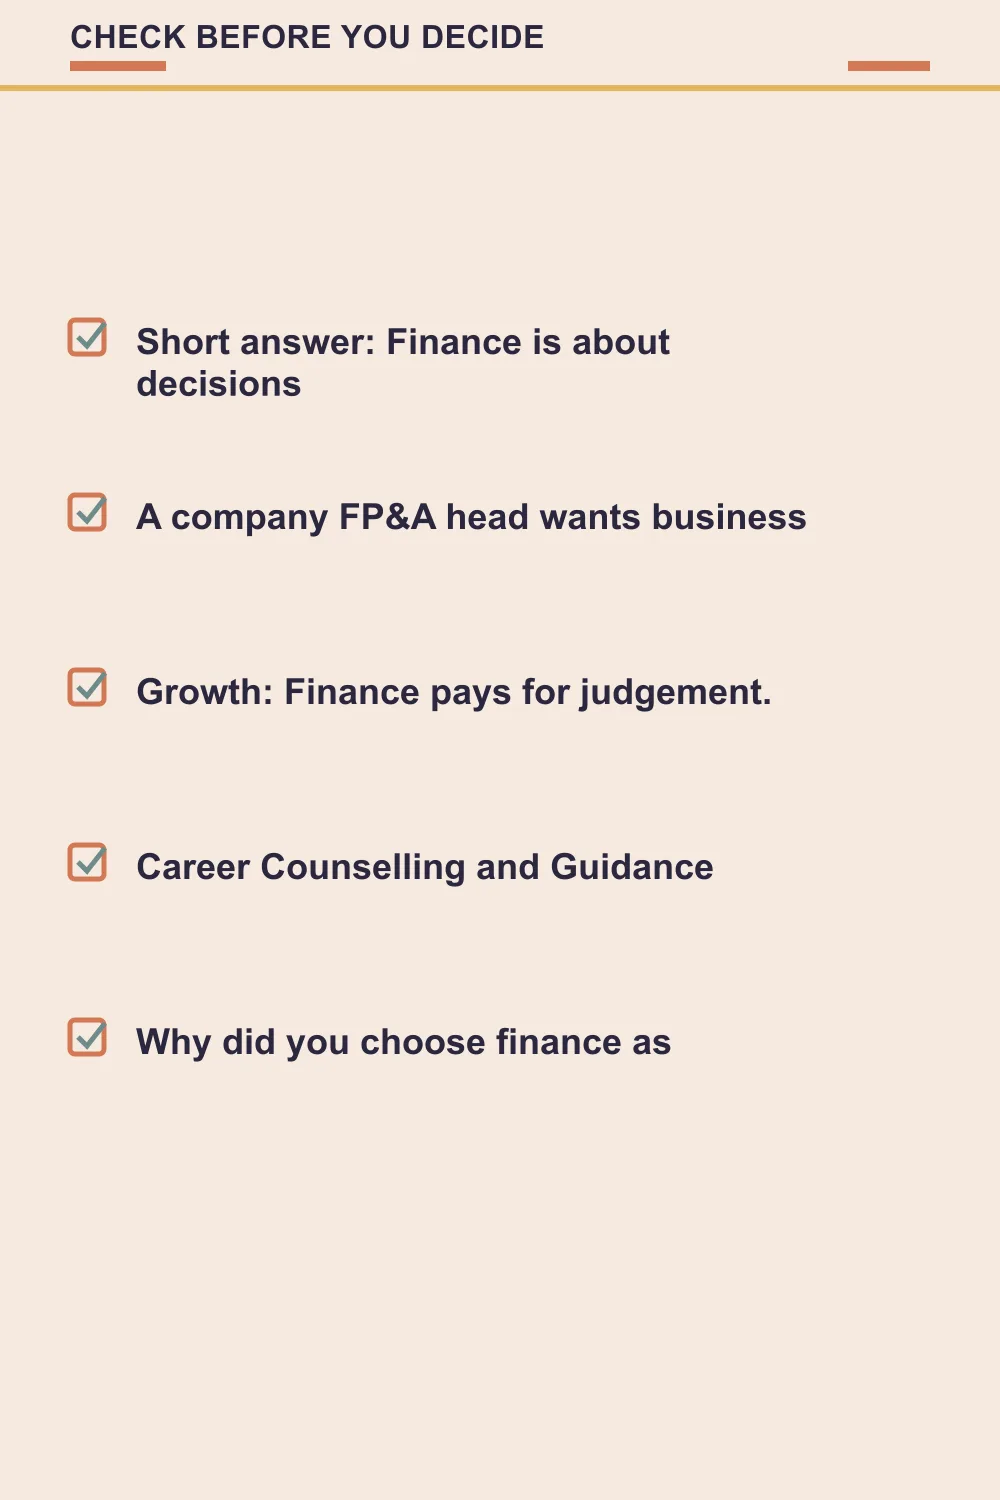 CHECK BEFORE YOU DECIDE
Short answer: Finance is about
decisions
A company FP&A head wants business
Growth: Finance pays for judgement.
Career Counselling and Guidance
Why did you choose finance as